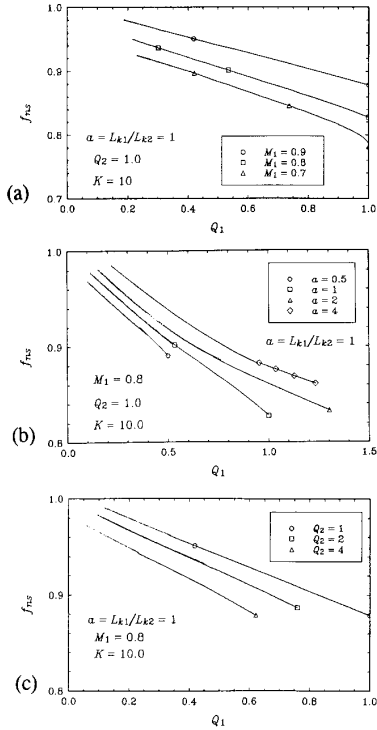 (a)
1.0
0.9
0.8
0.7
f_ns
α = L_k1/L_k2 = 1
Q_2 = 1.0
K = 10
M_1 = 0.9
M_1 = 0.8
M_1 = 0.7
0.0 0.2 0.4 0.6 0.8 1.0
Q_1
(b)
1.0
0.9
0.8
f_ns
α = 0.5
α = 1
α = 2
α = 4
α = L_k1/L_k2 = 1
M_1 = 0.8
Q_2 = 1.0
K = 10.0
0.0 0.5 1.0 1.5
Q_1
(c)
1.0
0.9
0.8
f_ns
Q_2 = 1
Q_2 = 2
Q_2 = 4
α = L_k1/L_k2 = 1
M_1 = 0.8
K = 10.0
0.0 0.2 0.4 0.6 0.8 1.0
Q_1